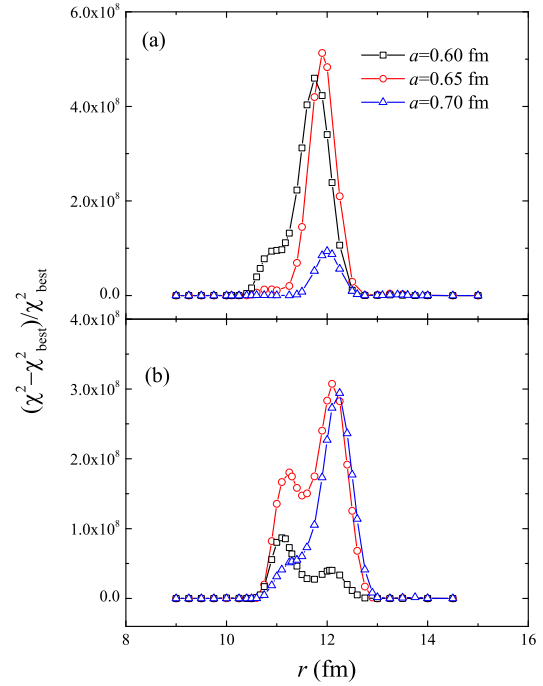 (a)
a=0.60 fm
a=0.65 fm
a=0.70 fm
6.0x10⁸
4.0x10⁸
2.0x10⁸
0.0
(χ²−χ²best)/χ²best
4.0x10⁸
(b)
3.0x10⁸
2.0x10⁸
1.0x10⁸
0.0
8 10 12 14 16
r (fm)